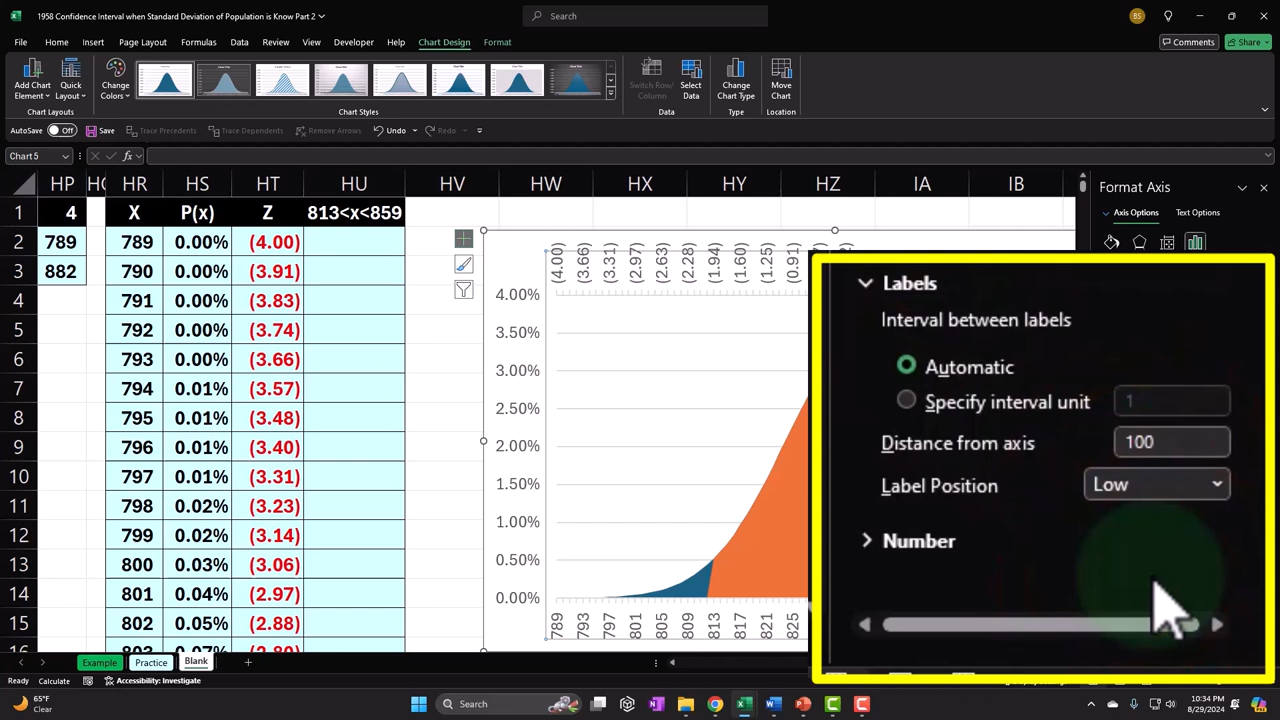 1958 Confidence Interval when Standard Deviation of Population is Know Part 2
Search
BS
File Home Insert Page Layout Formulas Data Review View Developer Help Chart Design Format
Comments Share
Add Chart Element
Quick Layout
Change Colors
Switch Row/Column
Select Data
Change Chart Type
Move Chart
Chart Layouts Chart Styles Data Type Location
AutoSave Off Save Trace Precedents Trace Dependents Remove Arrows Undo Redo
Chart 5 fx
HP HR HS HT HU HV HW HX HY HZ IA IB
1 4 X P(x) Z 813<x<859
2 789 789 0.00% (4.00)
3 882 790 0.00% (3.91)
4 791 0.00% (3.83)
5 792 0.00% (3.74)
6 793 0.00% (3.66)
7 794 0.01% (3.57)
8 795 0.01% (3.48)
9 796 0.01% (3.40)
10 797 0.01% (3.31)
11 798 0.02% (3.23)
12 799 0.02% (3.14)
13 800 0.03% (3.06)
14 801 0.04% (2.97)
15 802 0.05% (2.88)
16 803 0.07% (2.80)
(4.00) (3.66) (3.31) (2.97) (2.63) (2.28) (1.94) (1.60) (1.25) (0.91)
4.00%
3.50%
3.00%
2.50%
2.00%
1.50%
1.00%
0.50%
0.00%
789 793 797 801 805 809 813 817 821 825
Format Axis
Axis Options Text Options
Labels
Interval between labels
Automatic
Specify interval unit 1
Distance from axis 100
Label Position Low
Number
Example Practice Blank
Ready Calculate Accessibility: Investigate
65°F
Clear
Search
10:34 PM
8/29/2024